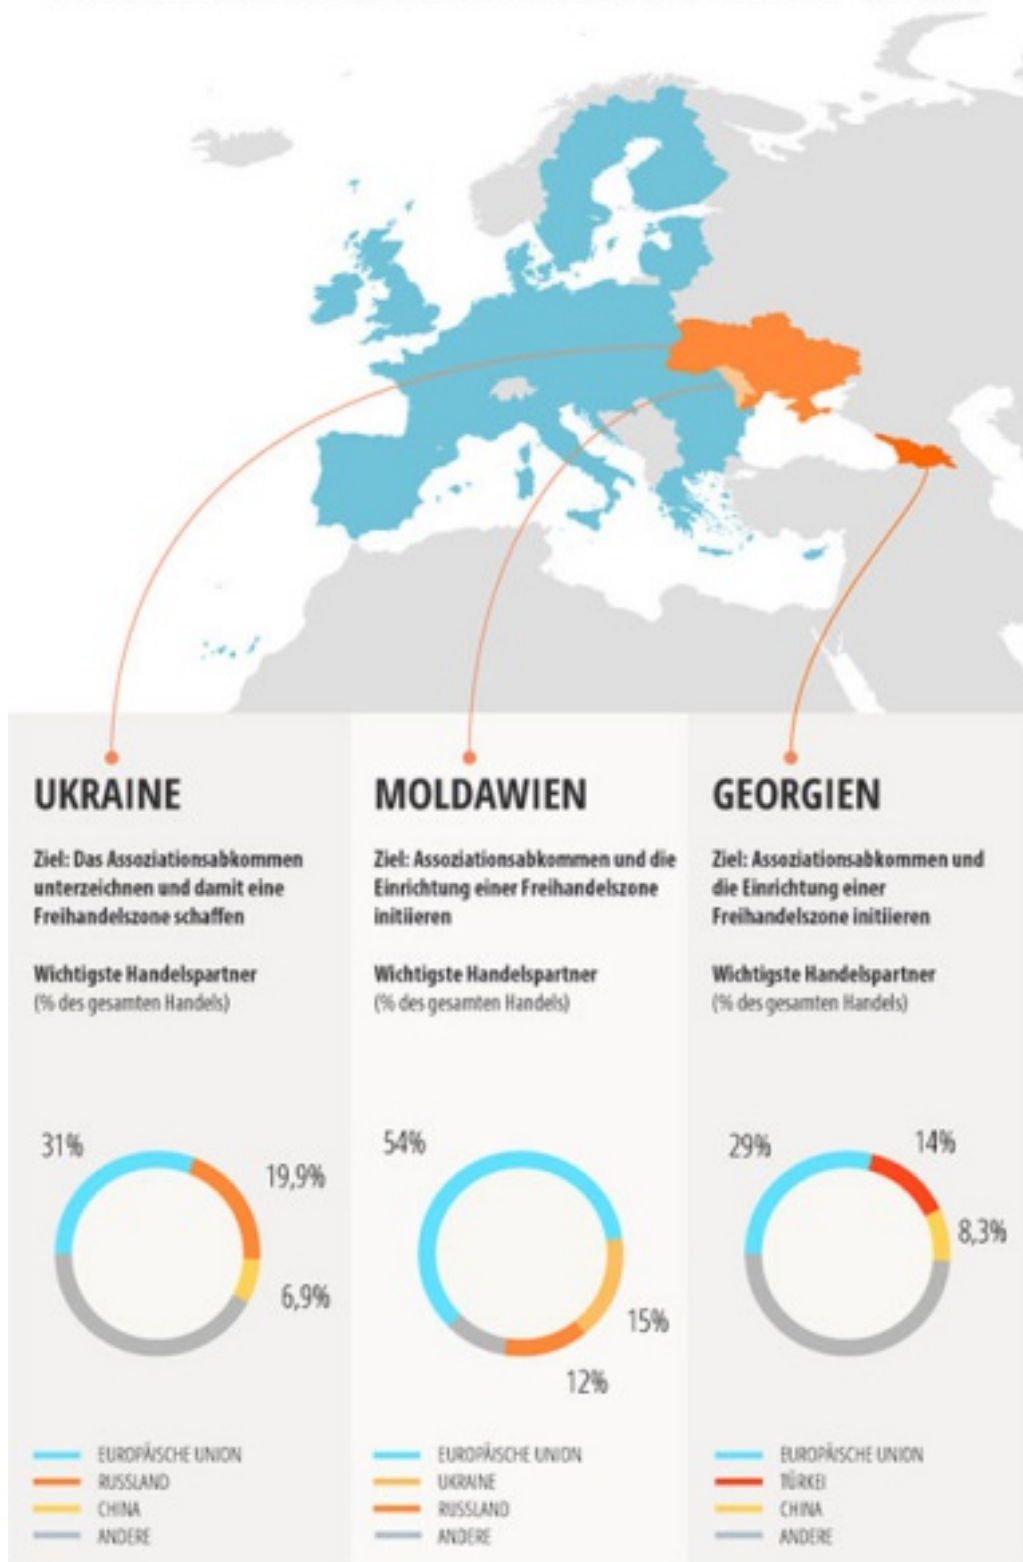 UKRAINE
Ziel: Das Assoziationsabkommen
unterzeichnen und damit eine
Freihandelszone schaffen
Wichtigste Handelspartner
(% des gesamten Handels)
31%
19,9%
6,9%
EUROPÄISCHE UNION
RUSSLAND
CHINA
ANDERE
MOLDAWIEN
Ziel: Assoziationsabkommen und die
Einrichtung einer Freihandelszone
initiieren
Wichtigste Handelspartner
(% des gesamten Handels)
54%
15%
12%
EUROPÄISCHE UNION
UKRAINE
RUSSLAND
ANDERE
GEORGIEN
Ziel: Assoziationsabkommen und
die Einrichtung einer
Freihandelszone initiieren
Wichtigste Handelspartner
(% des gesamten Handels)
29%
14%
8,3%
EUROPÄISCHE UNION
TÜRKEI
CHINA
ANDERE